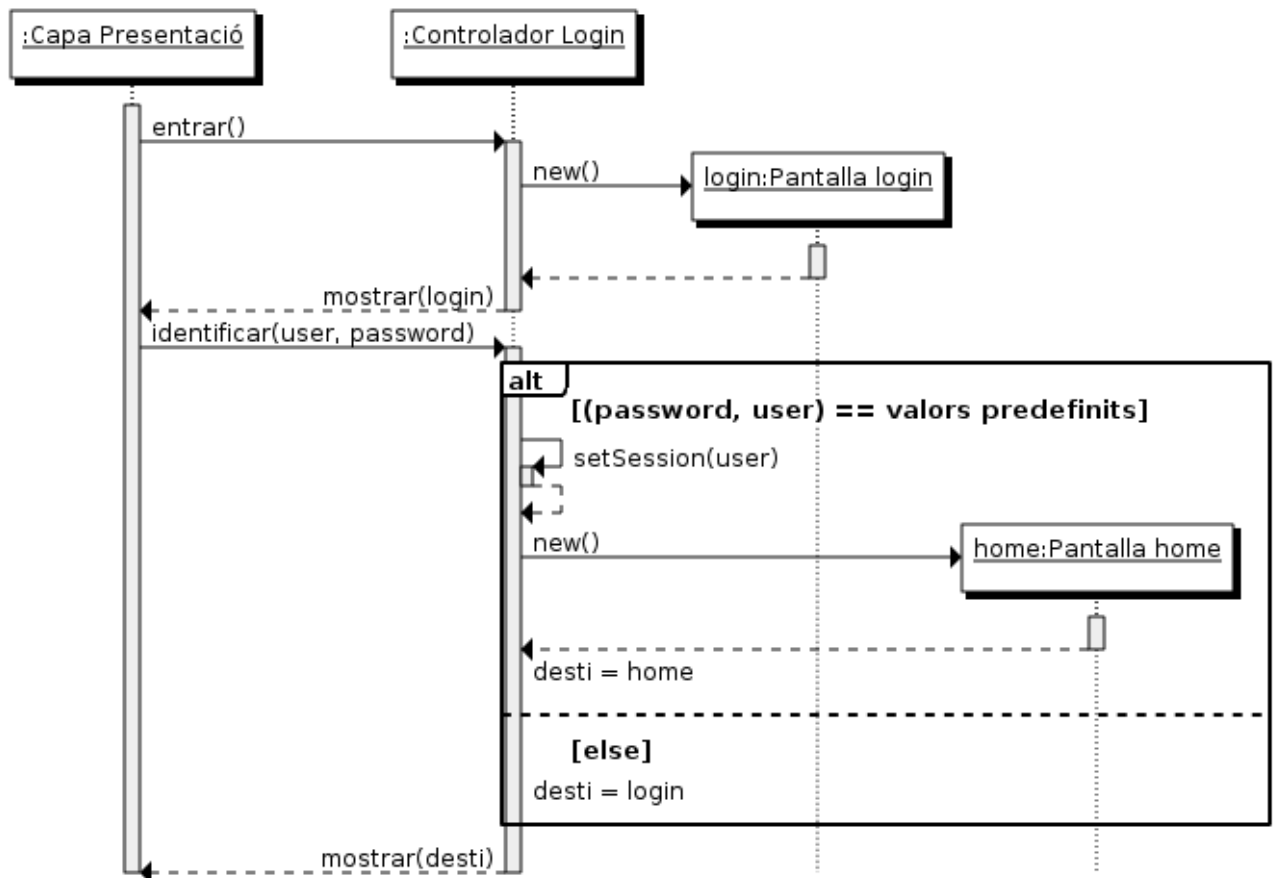 :Capa Presentació
:Controlador Login
entrar()
new()
login:Pantalla login
mostrar(login)
identificar(user, password)
alt
[(password, user) == valors predefinits]
setSession(user)
new()
home:Pantalla home
desti = home
[else]
desti = login
mostrar(desti)